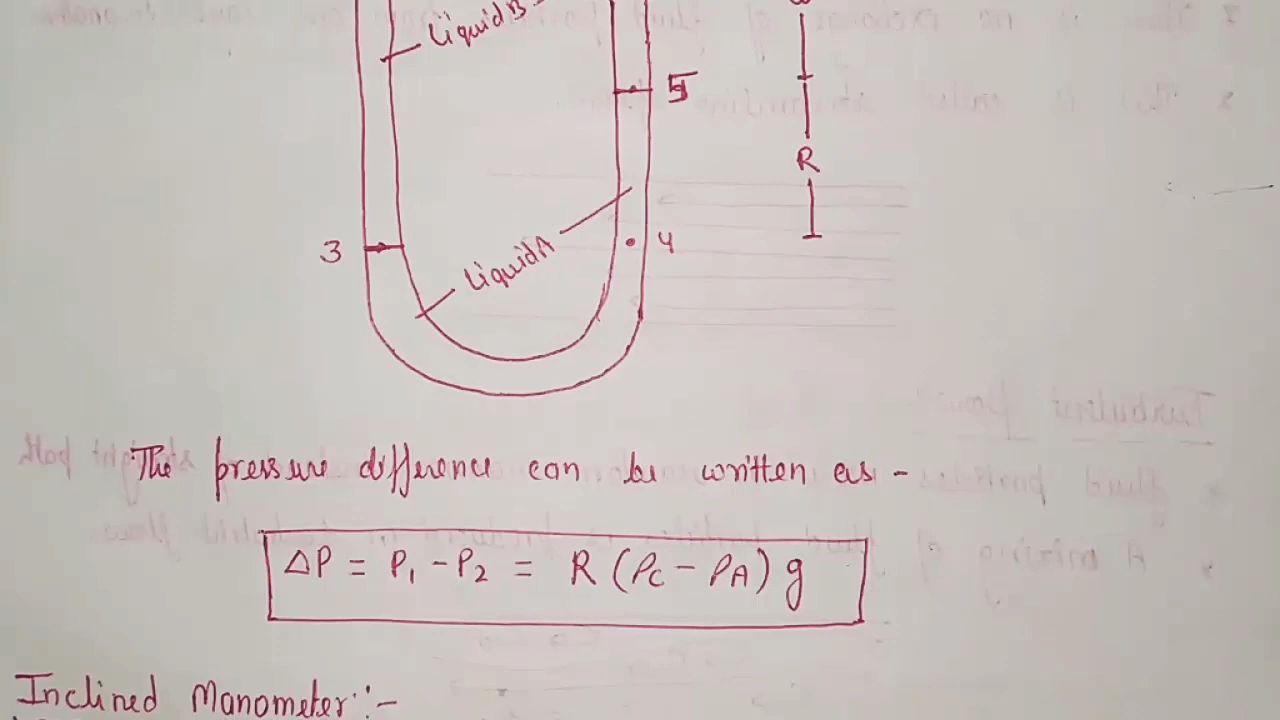 Liquid B
5
R
3
4
Liquid A
The pressure difference can be written as -
ΔP = P₁ - P₂ = R (ρC - ρA) g
Inclined Manometer :-